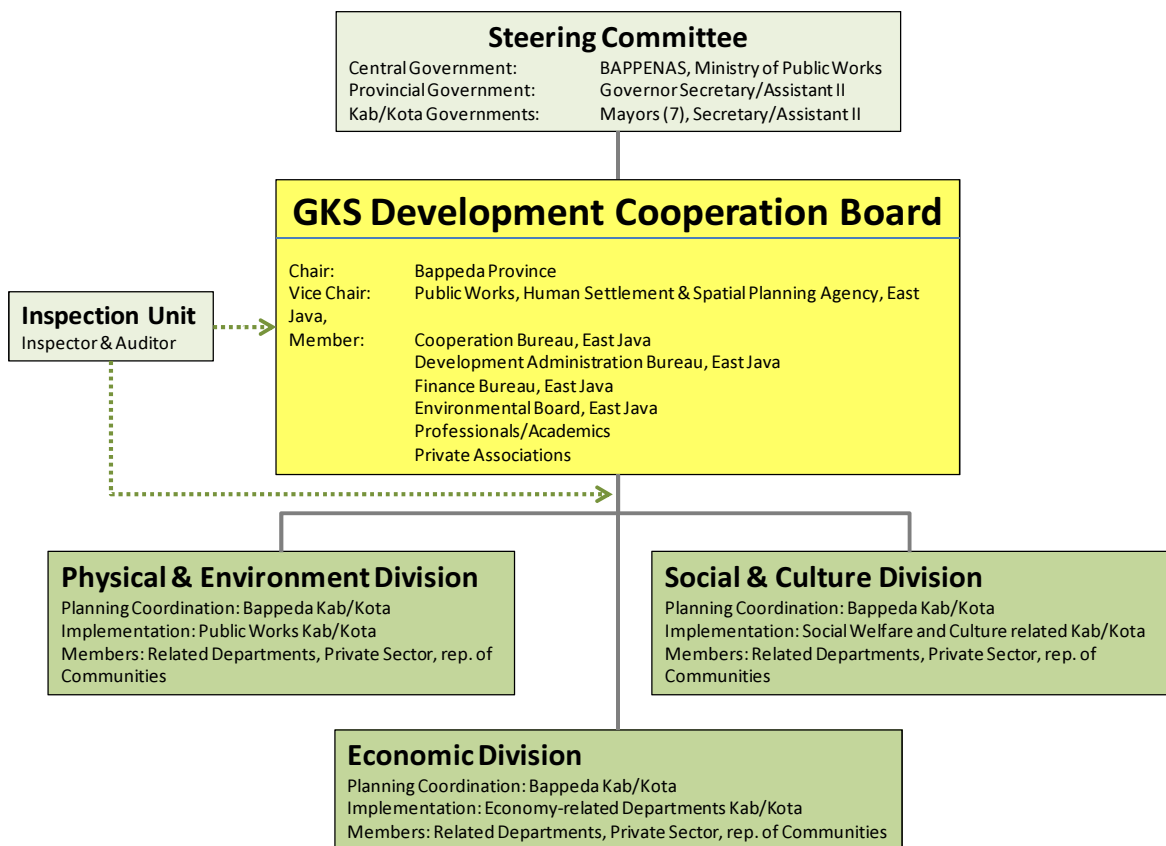 Steering Committee
Central Government: BAPPENAS, Ministry of Public Works
Provincial Government: Governor Secretary/Assistant II
Kab/Kota Governments: Mayors (7), Secretary/Assistant II
GKS Development Cooperation Board
Chair: Bappeda Province
Vice Chair: Public Works, Human Settlement & Spatial Planning Agency, East
Java,
Member: Cooperation Bureau, East Java
Development Administration Bureau, East Java
Finance Bureau, East Java
Environmental Board, East Java
Professionals/Academics
Private Associations
Inspection Unit
Inspector & Auditor
Physical & Environment Division
Planning Coordination: Bappeda Kab/Kota
Implementation: Public Works Kab/Kota
Members: Related Departments, Private Sector, rep. of
Communities
Social & Culture Division
Planning Coordination: Bappeda Kab/Kota
Implementation: Social Welfare and Culture related Kab/Kota
Members: Related Departments, Private Sector, rep. of
Communities
Economic Division
Planning Coordination: Bappeda Kab/Kota
Implementation: Economy-related Departments Kab/Kota
Members: Related Departments, Private Sector, rep. of Communities